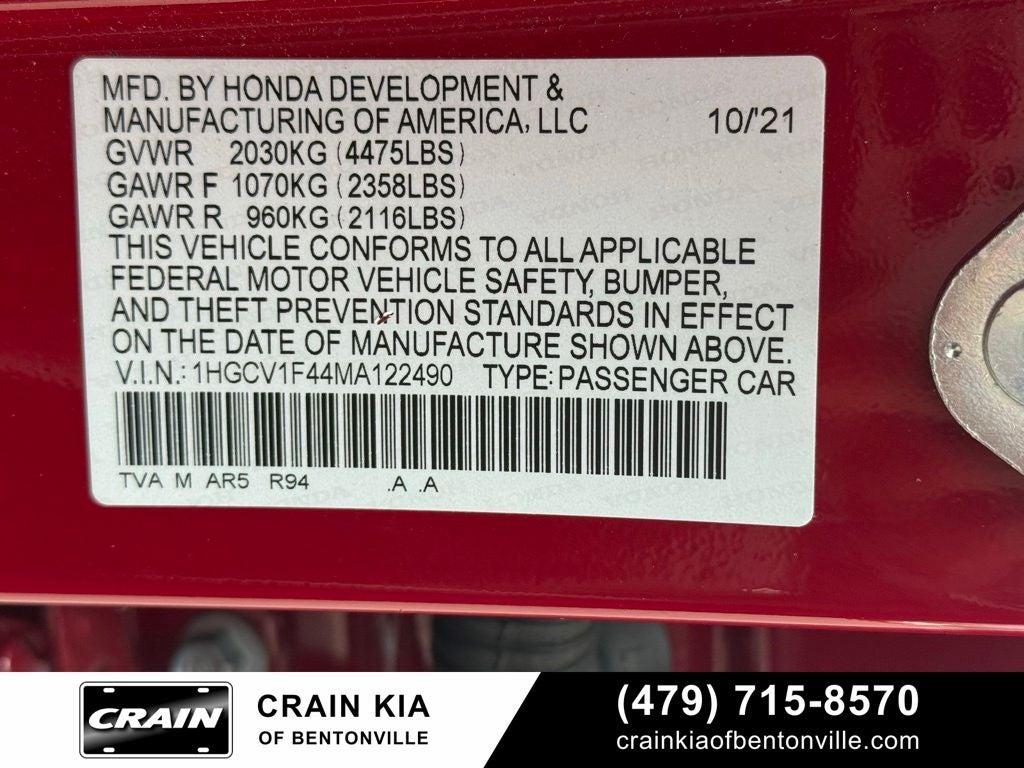 MFD. BY HONDA DEVELOPMENT &
MANUFACTURING OF AMERICA, LLC 10/'21
GVWR 2030KG (4475LBS)
GAWR F 1070KG (2358LBS)
GAWR R 960KG (2116LBS)
THIS VEHICLE CONFORMS TO ALL APPLICABLE
FEDERAL MOTOR VEHICLE SAFETY, BUMPER,
AND THEFT PREVENTION STANDARDS IN EFFECT
ON THE DATE OF MANUFACTURE SHOWN ABOVE.
V.I.N.: 1HGCV1F44MA122490 TYPE: PASSENGER CAR
TVA M AR5 R94 .A .A
CRAIN
CRAIN KIA
OF BENTONVILLE
(479) 715-8570
crainkiaofbentonville.com